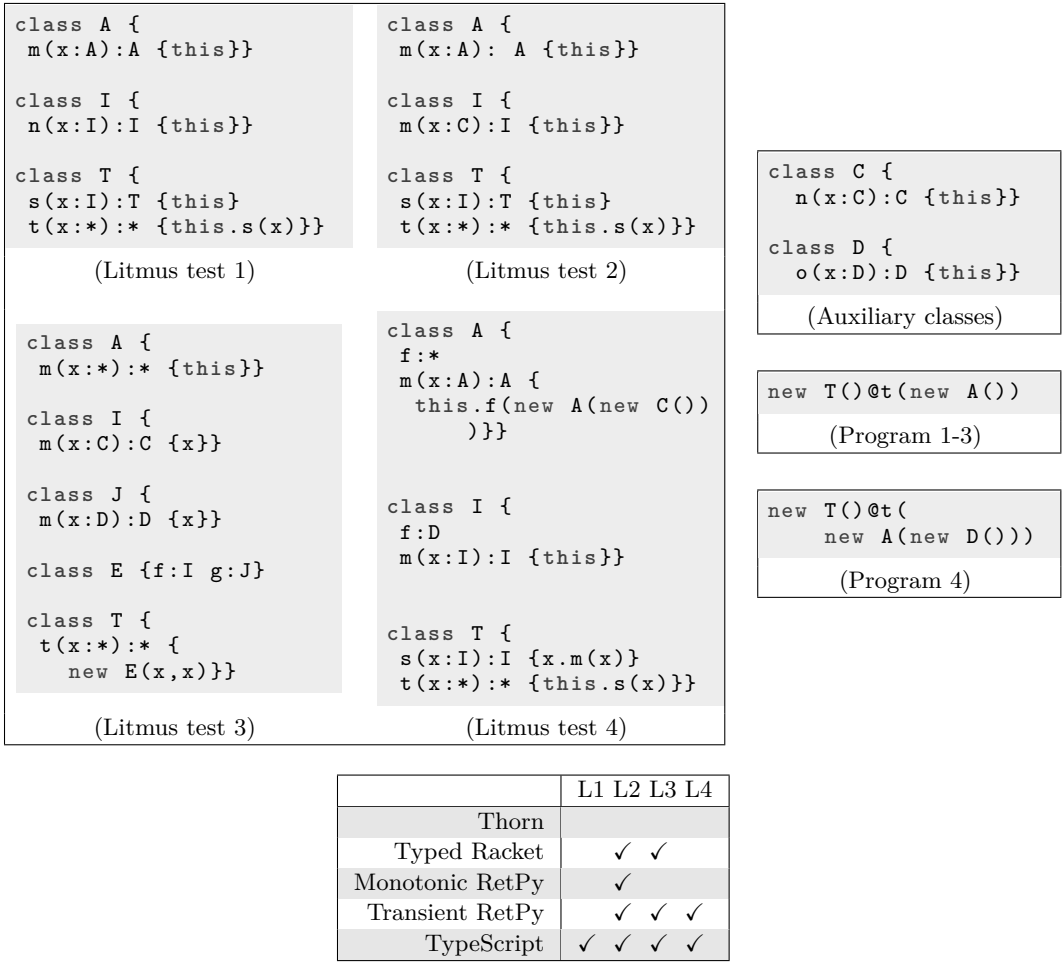 class A {
 m(x:A):A {this}}
class I {
 n(x:I):I {this}}
class T {
 s(x:I):T {this}
 t(x:*):* {this.s(x)}}
(Litmus test 1)
class A {
 m(x:A): A {this}}
class I {
 m(x:C):I {this}}
class T {
 s(x:I):T {this}
 t(x:*):* {this.s(x)}}
(Litmus test 2)
class A {
 m(x:*):* {this}}
class I {
 m(x:C):C {x}}
class J {
 m(x:D):D {x}}
class E {f:I g:J}
class T {
 t(x:*):* {
   new E(x,x)}}
(Litmus test 3)
class A {
 f:*
 m(x:A):A {
  this.f(new A(new C())
     )}}
class I {
 f:D
 m(x:I):I {this}}
class T {
 s(x:I):I {x.m(x)}
 t(x:*):* {this.s(x)}}
(Litmus test 4)
class C {
  n(x:C):C {this}}
class D {
  o(x:D):D {this}}
(Auxiliary classes)
new T()@t(new A())
(Program 1-3)
new T()@t(
     new A(new D()))
(Program 4)
L1 L2 L3 L4
Thorn
Typed Racket ✓ ✓
Monotonic RetPy ✓
Transient RetPy ✓ ✓ ✓
TypeScript ✓ ✓ ✓ ✓